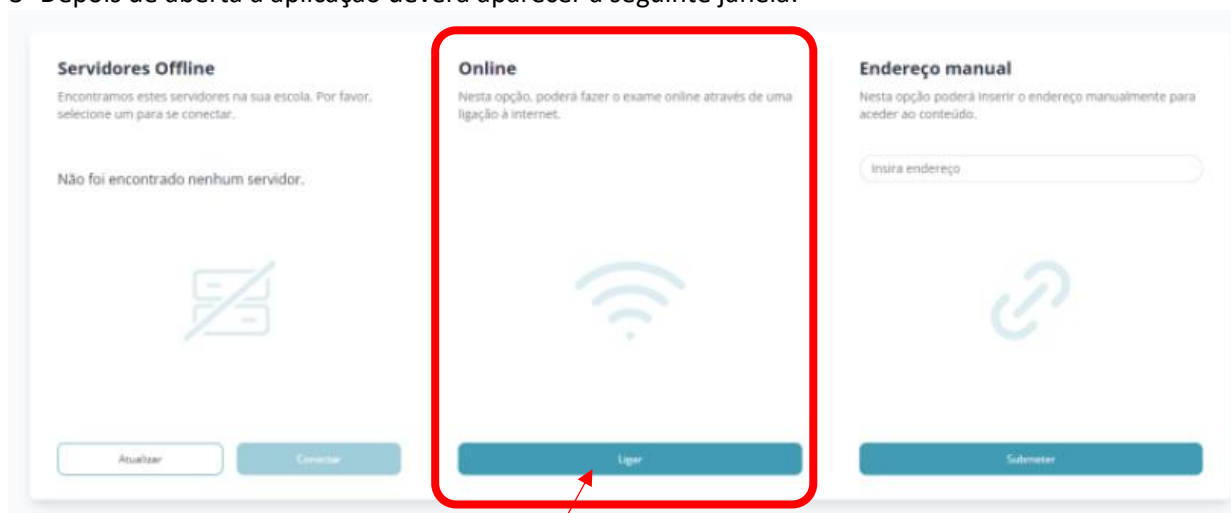 3- Depois de aberta a aplicação deverá aparecer a seguinte janela:
Servidores Offline
Encontramos estes servidores na sua escola. Por favor,
selecione um para se conectar.
Não foi encontrado nenhum servidor.
Atualizar
Conectar
Online
Nesta opção, poderá fazer o exame online através de uma
ligação à internet.
Ligar
Endereço manual
Nesta opção poderá inserir o endereço manualmente para
aceder ao conteúdo.
Insira endereço
Submeter